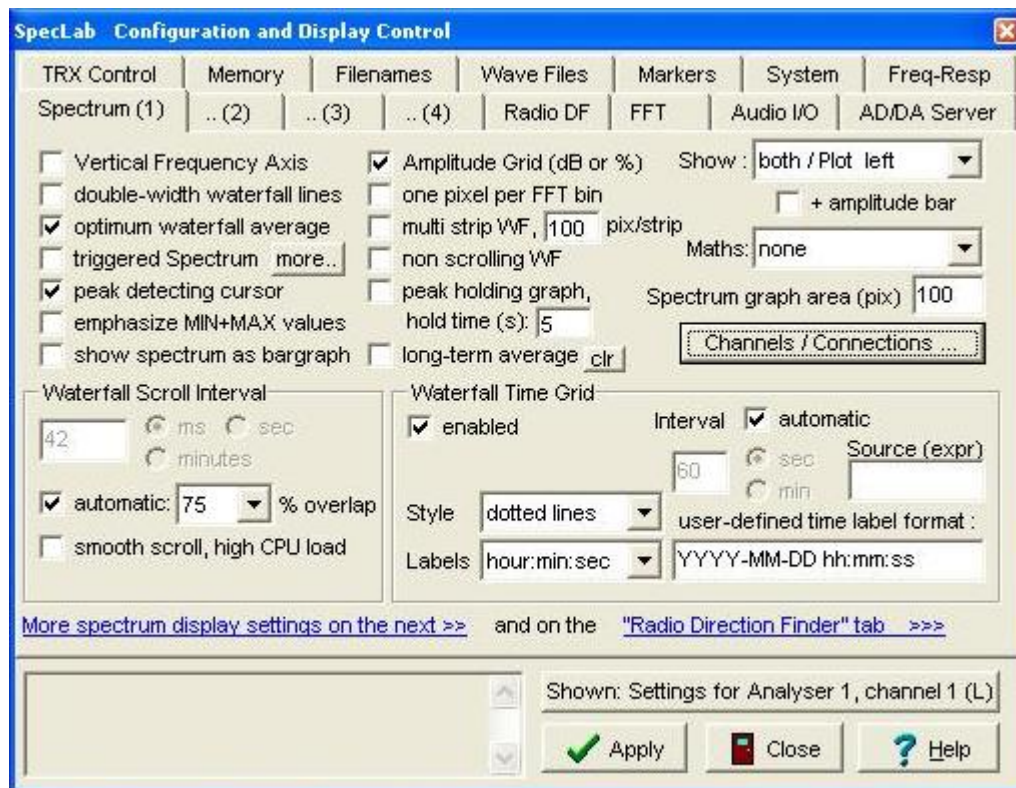 SpecLab Configuration and Display Control
TRX Control Memory Filenames Wave Files Markers System Freq-Resp
Spectrum (1) .. (2) .. (3) .. (4) Radio DF FFT Audio I/O AD/DA Server
Vertical Frequency Axis Amplitude Grid (dB or %) Show : both / Plot left
double-width waterfall lines one pixel per FFT bin + amplitude bar
optimum waterfall average multi strip WF, 100 pix/strip
triggered Spectrum more.. non scrolling WF Maths: none
peak detecting cursor peak holding graph, Spectrum graph area (pix) 100
emphasize MIN+MAX values hold time (s): 5
show spectrum as bargraph long-term average clr Channels / Connections ...
Waterfall Scroll Interval
42 ms sec
minutes
automatic: 75 % overlap
smooth scroll, high CPU load
Waterfall Time Grid
enabled Interval automatic
60 sec Source (expr)
min
Style dotted lines user-defined time label format :
Labels hour:min:sec YYYY-MM-DD hh:mm:ss
More spectrum display settings on the next >> and on the "Radio Direction Finder" tab >>>
Shown: Settings for Analyser 1, channel 1 (L)
Apply Close Help